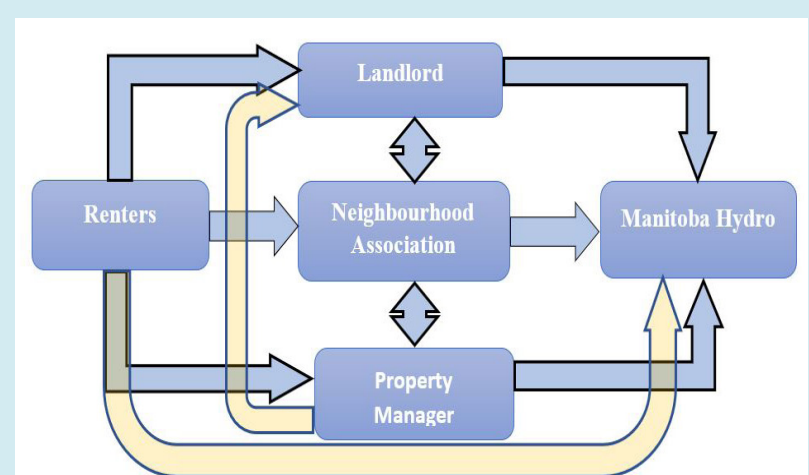 Landlord
Renters
Neighbourhood
Association
Manitoba Hydro
Property
Manager